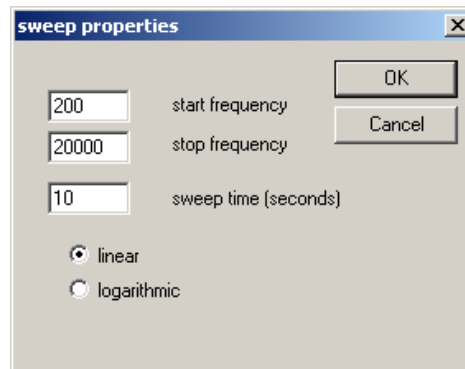 sweep properties
OK
200 start frequency
Cancel
20000 stop frequency
10 sweep time (seconds)
linear
logarithmic